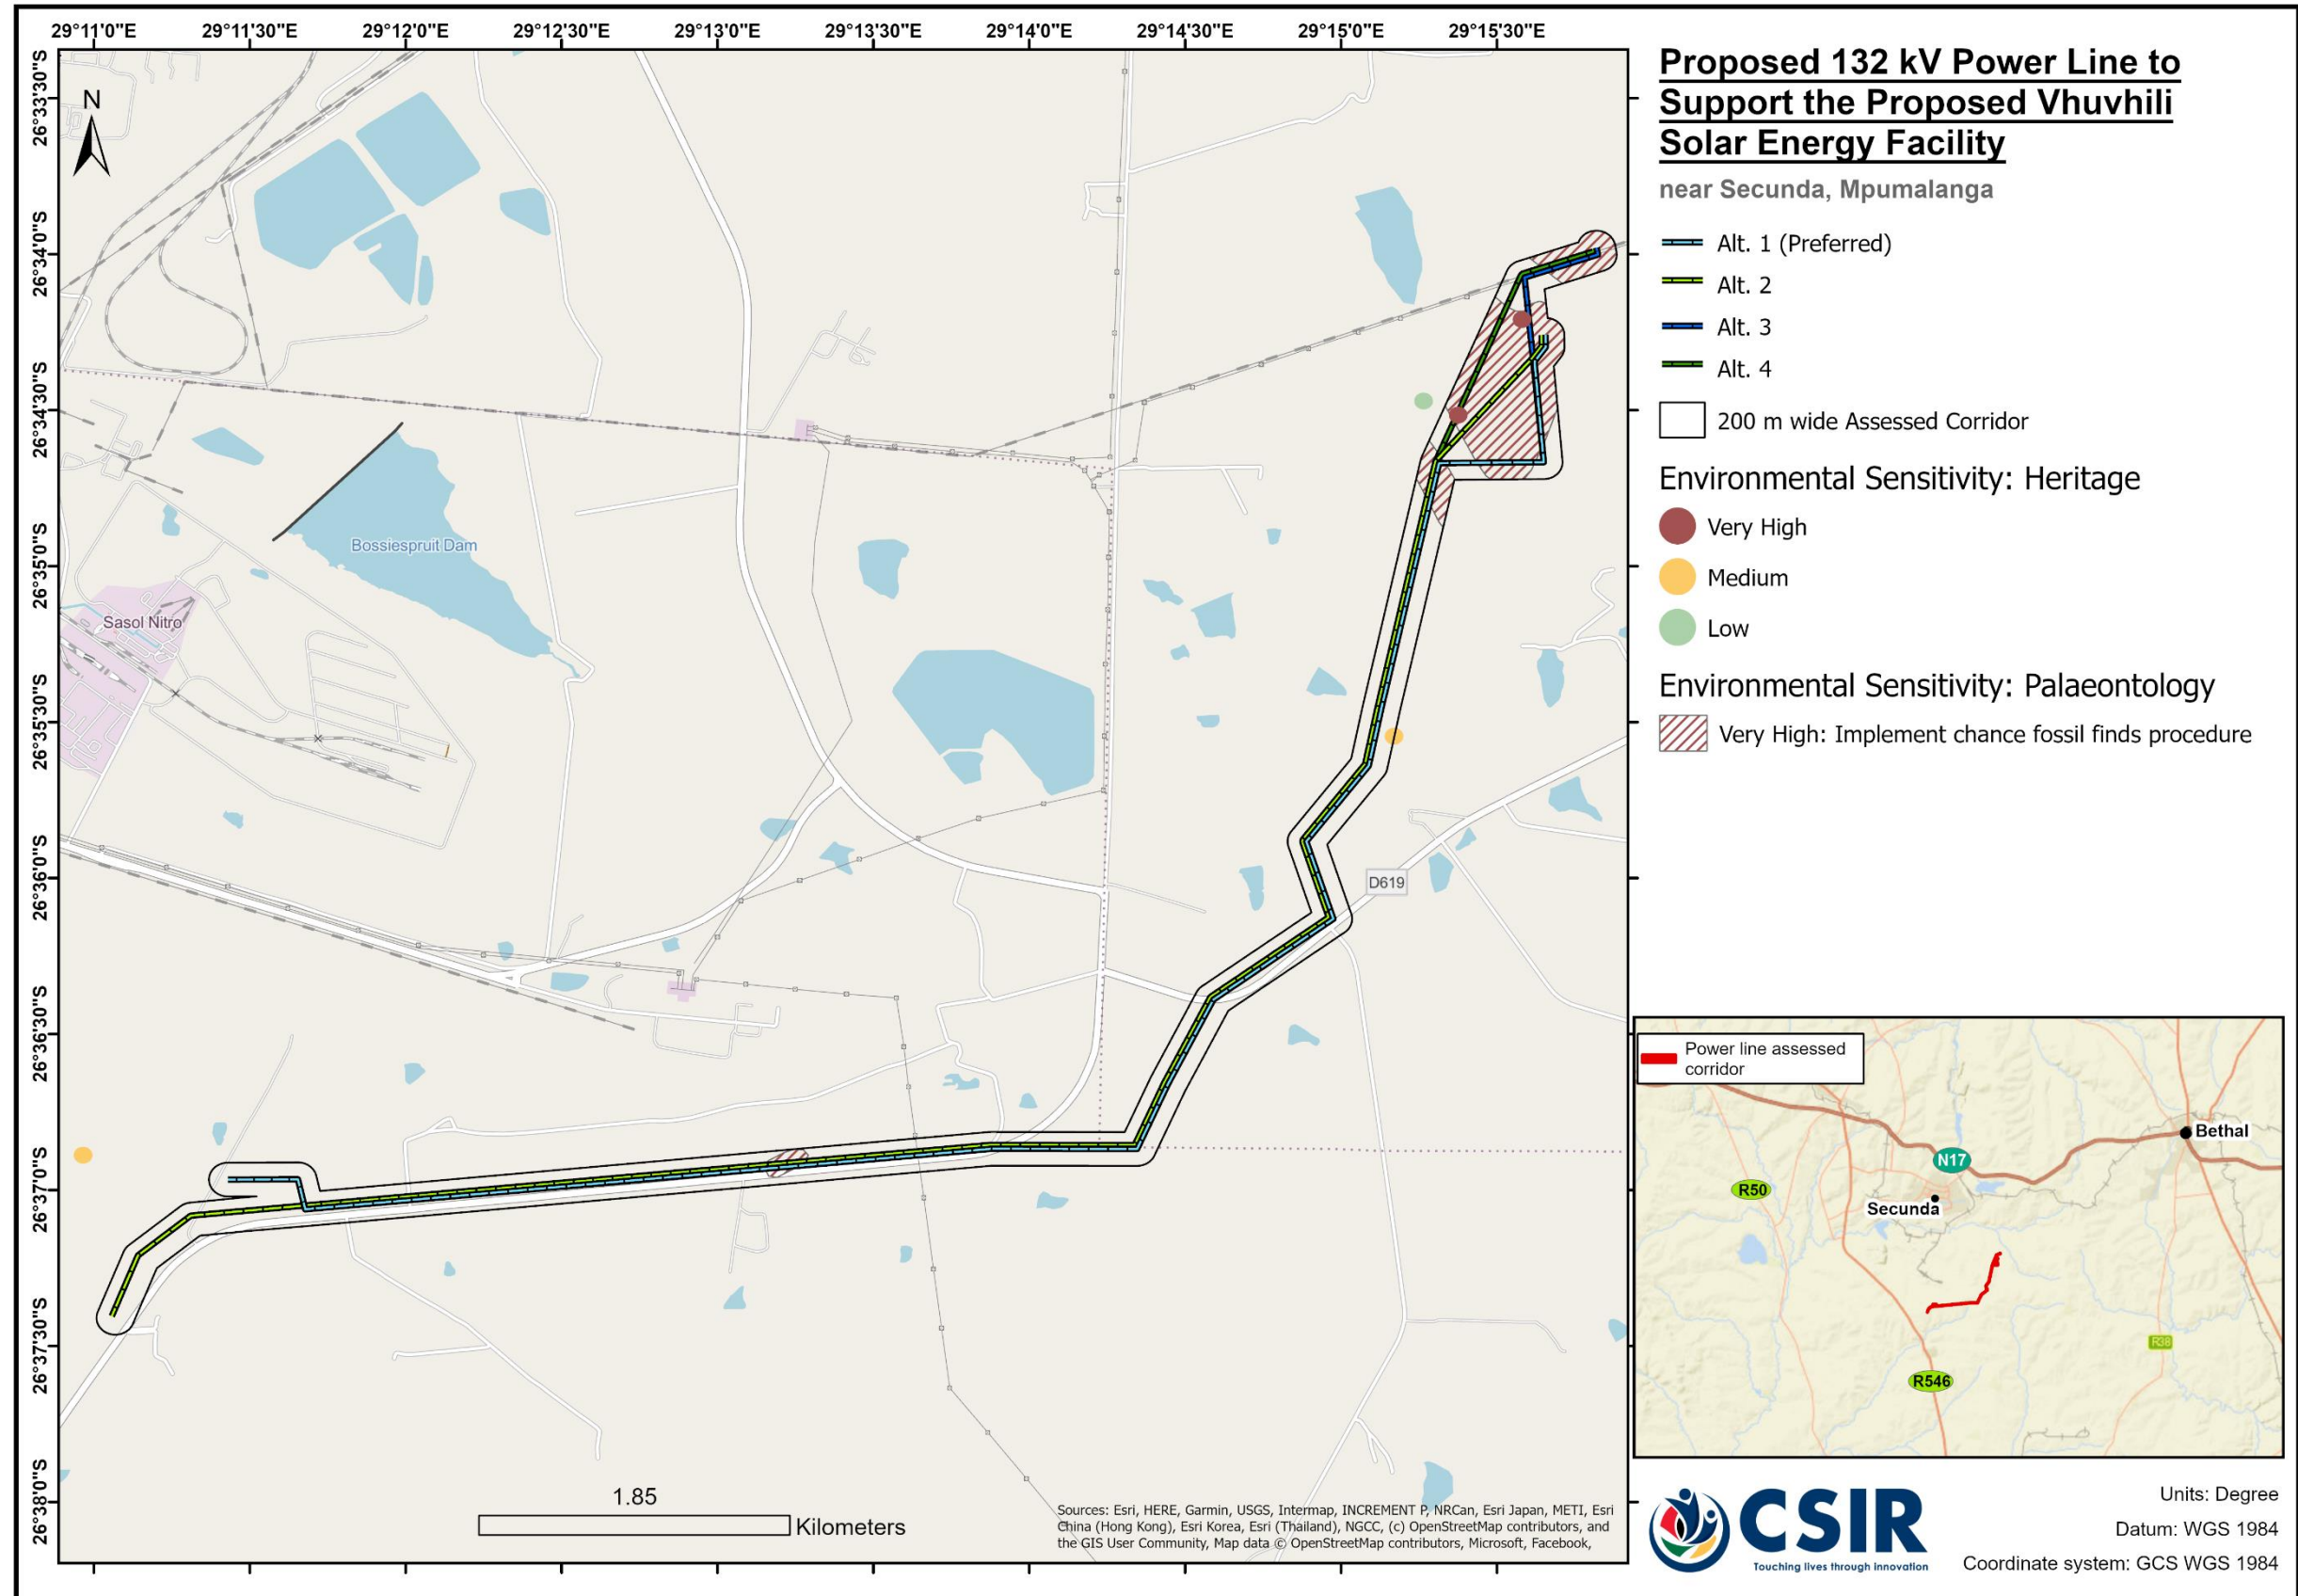 29°11'0"E 29°11'30"E 29°12'0"E 29°12'30"E 29°13'0"E 29°13'30"E 29°14'0"E 29°14'30"E 29°15'0"E 29°15'30"E
26°33'30"S
26°34'0"S
26°34'30"S
26°35'0"S
26°35'30"S
26°36'0"S
26°36'30"S
26°37'0"S
26°37'30"S
26°38'0"S
N
Bossiespruit Dam
Sasol Nitro
D619
1.85
Kilometers
Sources: Esri, HERE, Garmin, USGS, Intermap, INCREMENT P, NRCan, Esri Japan, METI, Esri
China (Hong Kong), Esri Korea, Esri (Thailand), NGCC, (c) OpenStreetMap contributors, and
the GIS User Community, Map data © OpenStreetMap contributors, Microsoft, Facebook,
Proposed 132 kV Power Line to
Support the Proposed Vhuvhili
Solar Energy Facility
near Secunda, Mpumalanga
Alt. 1 (Preferred)
Alt. 2
Alt. 3
Alt. 4
200 m wide Assessed Corridor
Environmental Sensitivity: Heritage
Very High
Medium
Low
Environmental Sensitivity: Palaeontology
Very High: Implement chance fossil finds procedure
Power line assessed
corridor
Bethal
N17
R50
Secunda
R38
R546
CSIR
Touching lives through innovation
Units: Degree
Datum: WGS 1984
Coordinate system: GCS WGS 1984